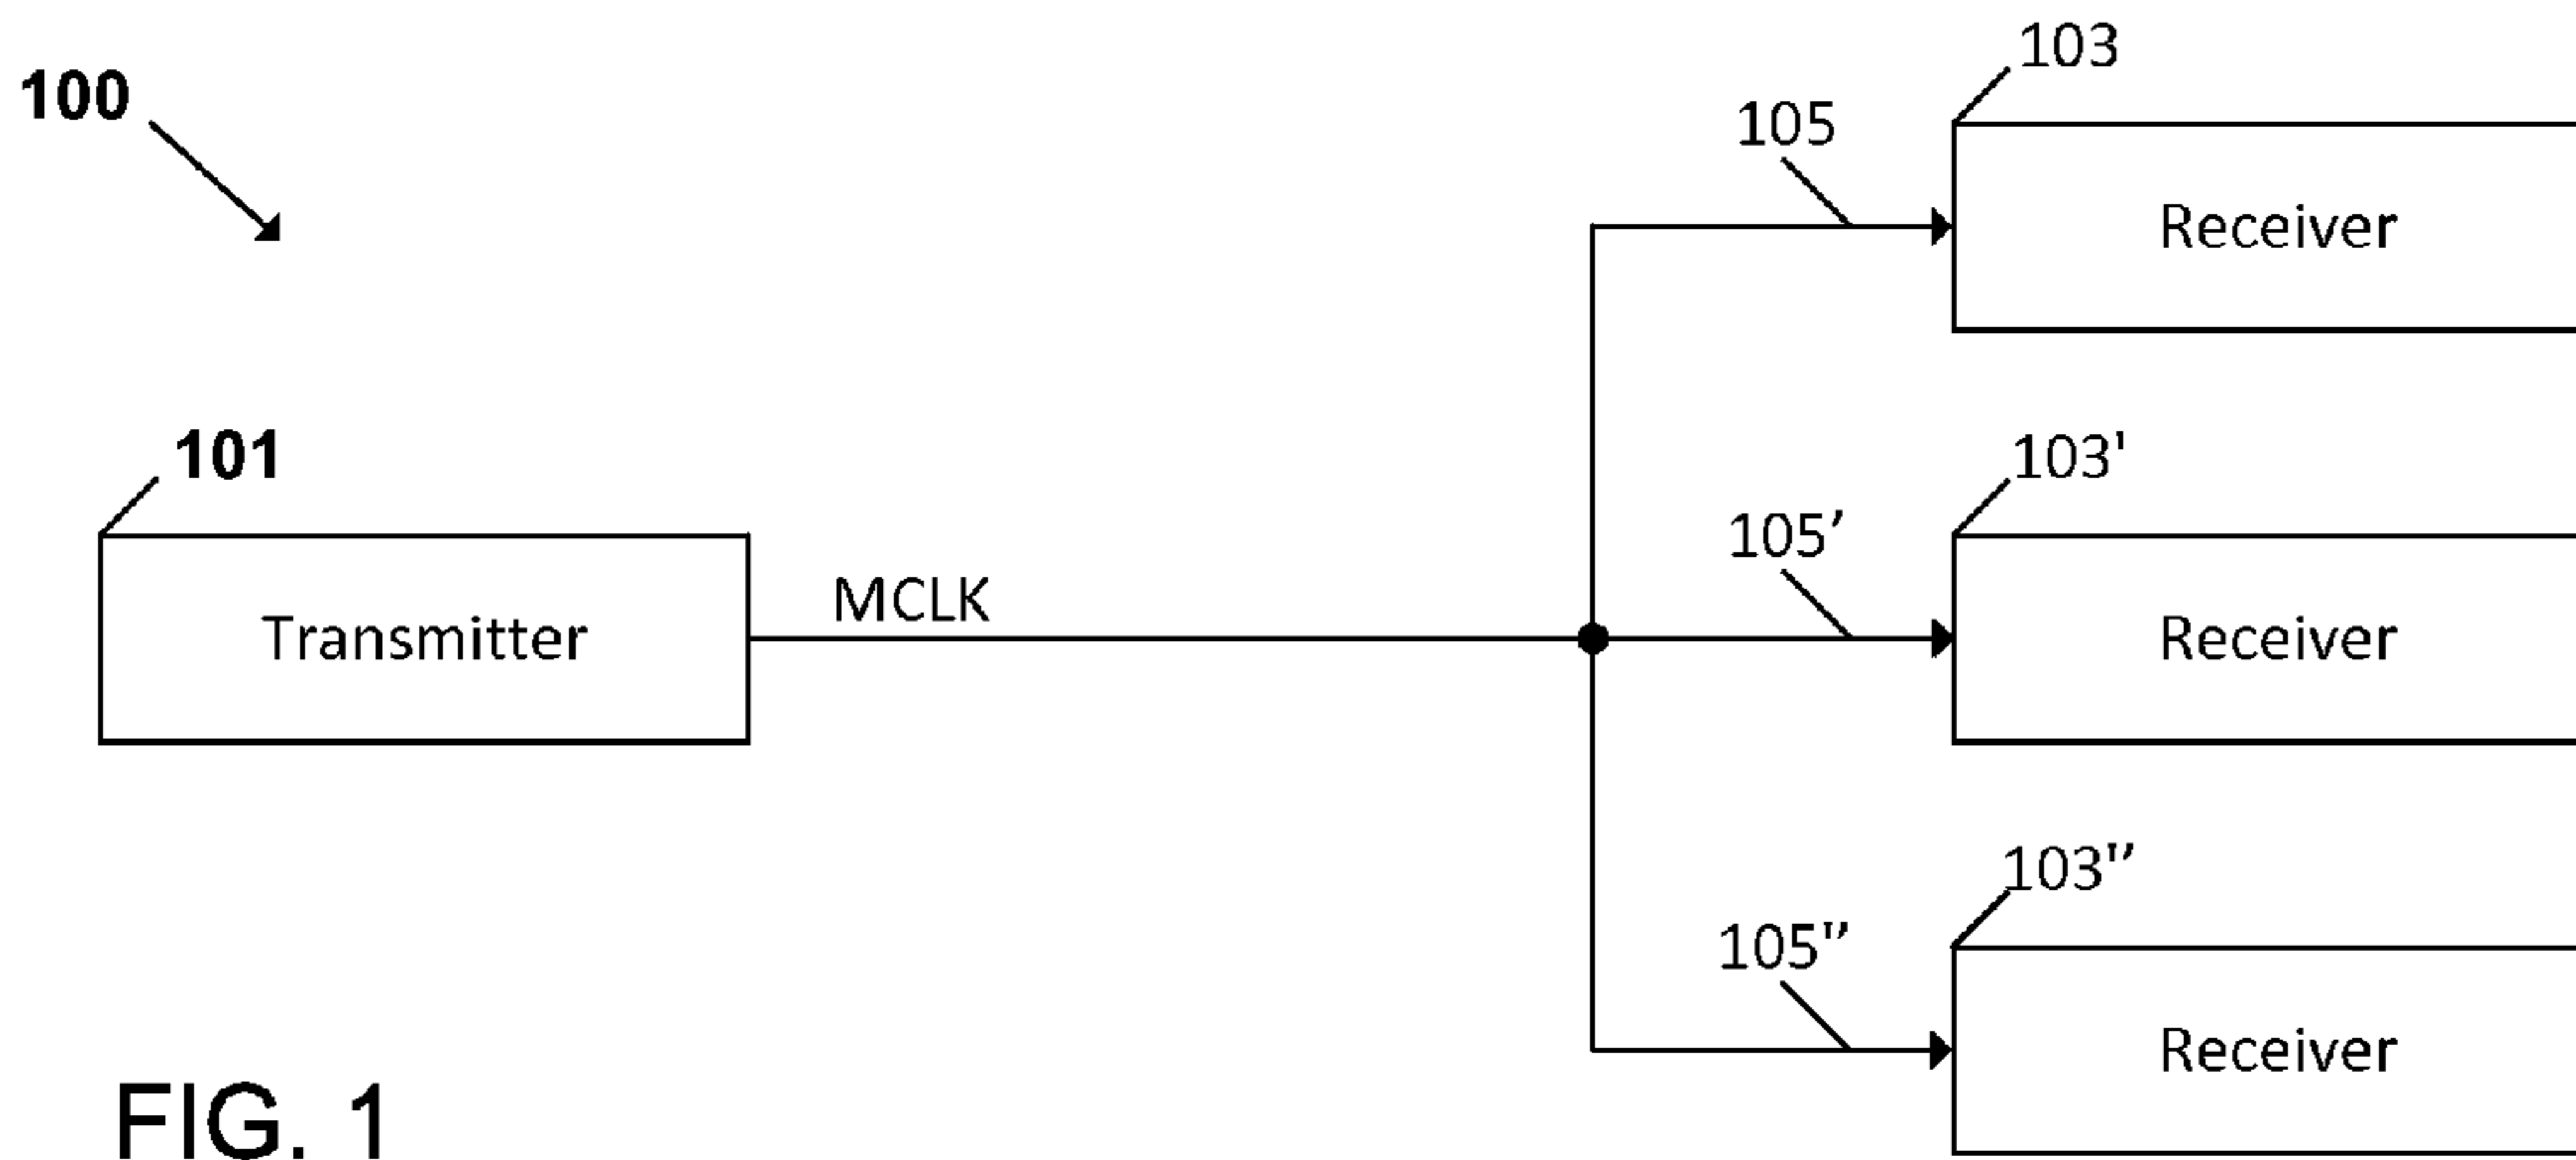 100
103
105
Receiver
101
103'
105’
Transmitter
MCLK
Receiver
103"
105"
Receiver
FIG. 1